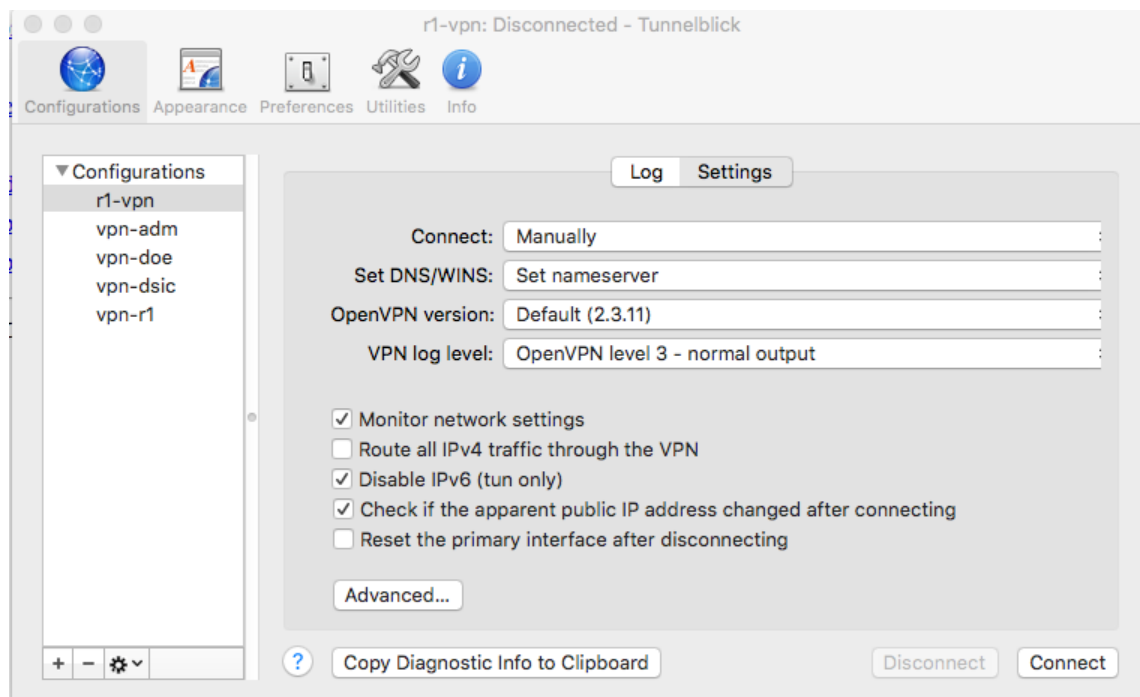 r1-vpn: Disconnected - Tunnelblick
Configurations Appearance Preferences Utilities Info
Configurations
r1-vpn
vpn-adm
vpn-doe
vpn-dsic
vpn-r1
Log Settings
Connect: Manually
Set DNS/WINS: Set nameserver
OpenVPN version: Default (2.3.11)
VPN log level: OpenVPN level 3 - normal output
Monitor network settings
Route all IPv4 traffic through the VPN
Disable IPv6 (tun only)
Check if the apparent public IP address changed after connecting
Reset the primary interface after disconnecting
Advanced...
+ −
? Copy Diagnostic Info to Clipboard Disconnect Connect